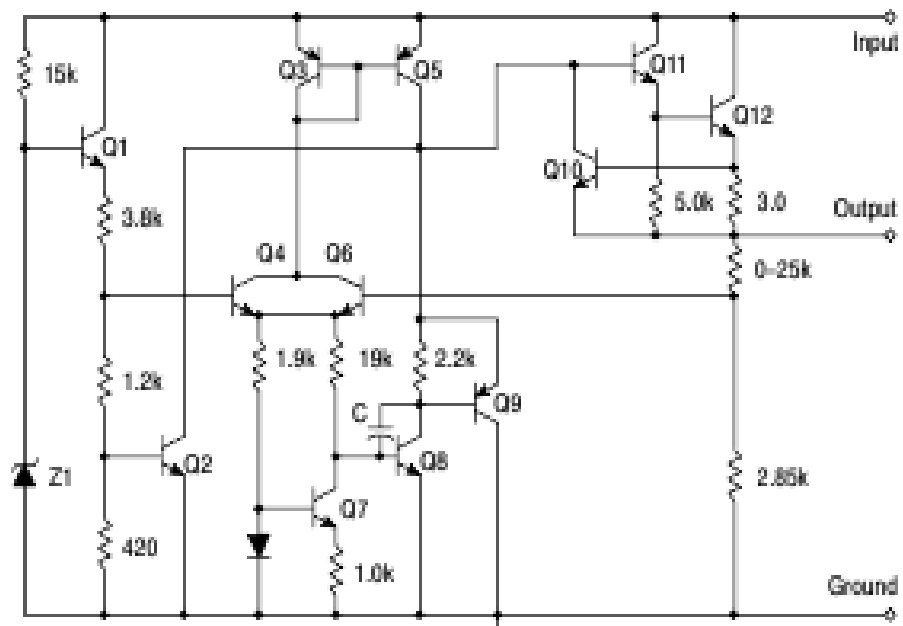 Input
15k
Q3
Q5
Q11
Q12
Q1
Q10
3.8k
5.0k
3.0
Output
Q4
Q6
0–25k
1.9k
19k
2.2k
1.2k
C
Q9
Z1
Q2
Q8
2.85k
Q7
420
1.0k
Ground